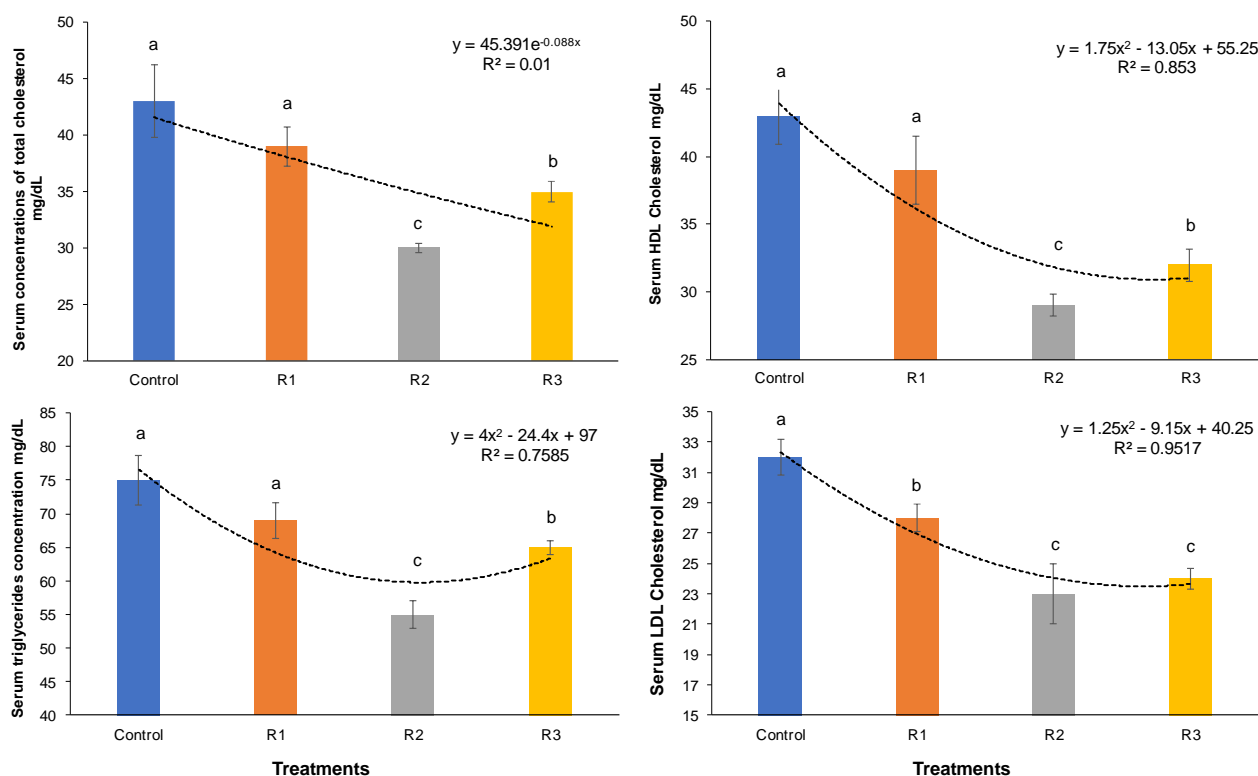 Serum concentrations of total cholesterol
mg/dL
50
45
40
35
30
25
20
y = 45.391e^-0.088x
R² = 0.01
a
a
c
b
Control R1 R2 R3
Serum HDL Cholesterol mg/dL
45
40
35
30
25
y = 1.75x² - 13.05x + 55.25
R² = 0.853
a
a
c
b
Control R1 R2 R3
Serum triglycerides concentration mg/dL
85
80
75
70
65
60
55
50
45
40
y = 4x² - 24.4x + 97
R² = 0.7585
a
a
c
b
Control R1 R2 R3
Treatments
Serum LDL Cholesterol mg/dL
35
33
31
29
27
25
23
21
19
17
15
y = 1.25x² - 9.15x + 40.25
R² = 0.9517
a
b
c
c
Control R1 R2 R3
Treatments